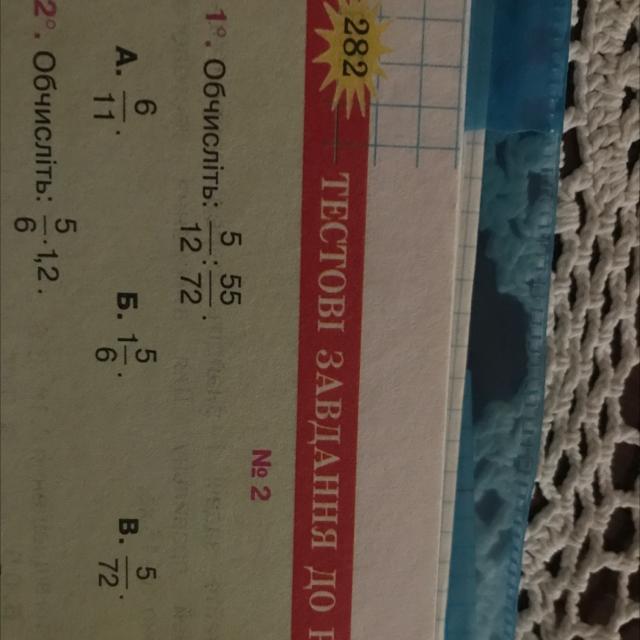 282
ТЕСТОВІ ЗАВДАННЯ ДО
№ 2
1°. Обчисліть: 5/12 : 55/72.
А. 6/11. Б. 1 5/6. В. 5/72.
2°. Обчисліть: 5/6 · 1,2.